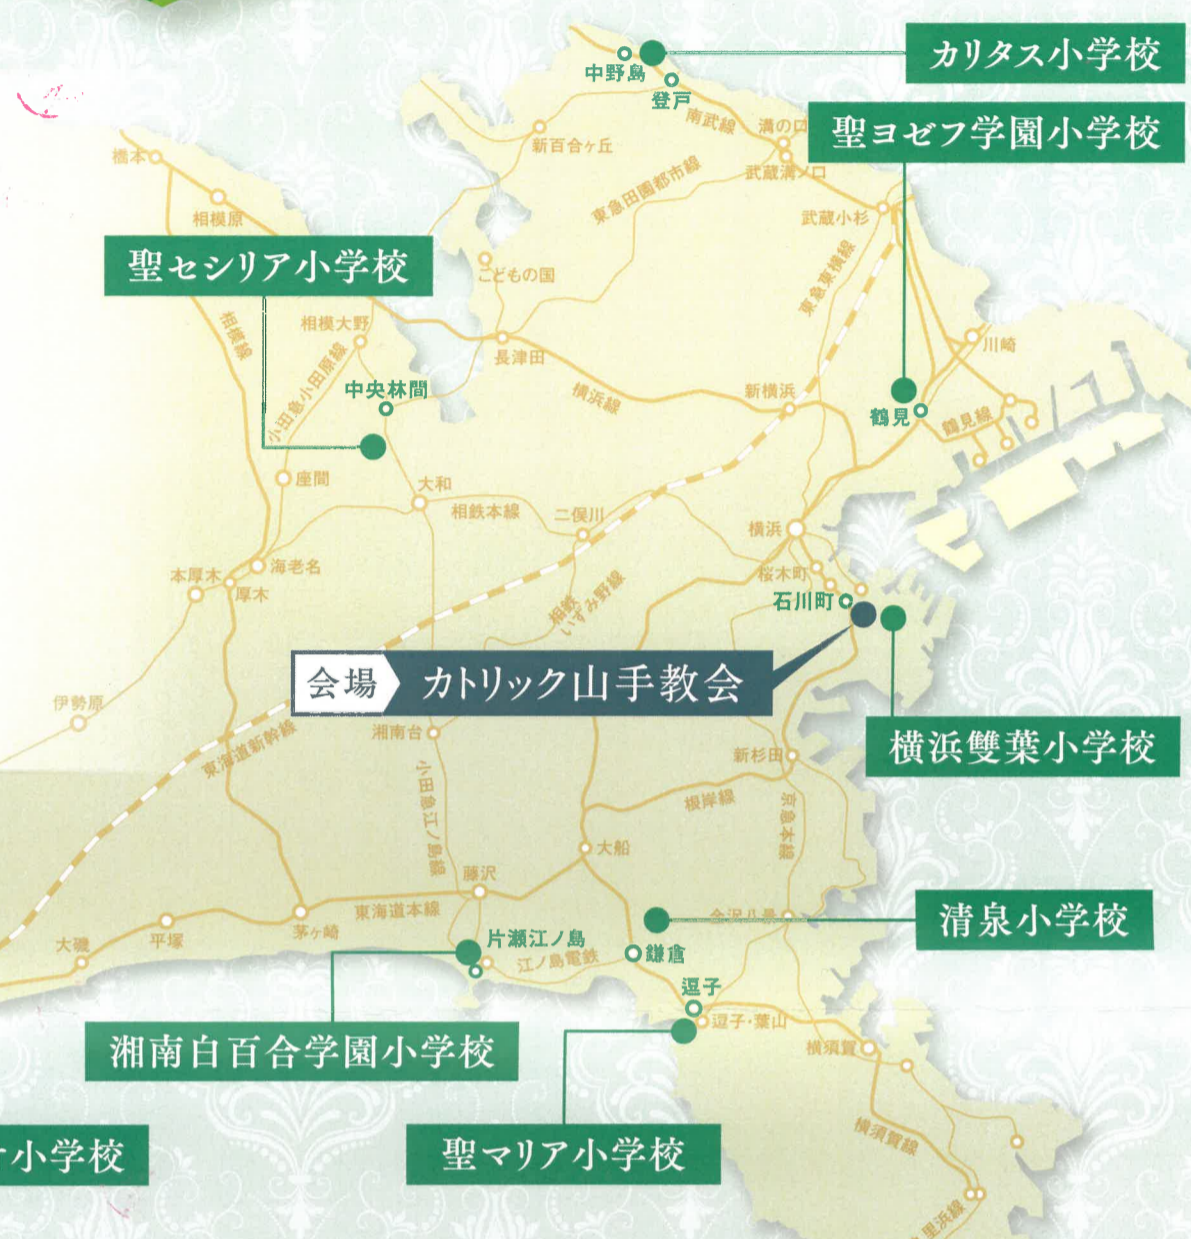 カリタス小学校
中野島
登戸
南武線
溝の口
聖ヨゼフ学園小学校
新百合ヶ丘
武蔵溝ノ口
橋本
東急田園都市線
相模原
武蔵小杉
聖セシリア小学校
こどもの国
東急東横線
相模線
相模大野
小田急小田原線
長津田
川崎
中央林間
横浜線
新横浜
鶴見
鶴見線
座間
大和
相鉄本線
二俣川
横浜
海老名
本厚木
厚木
桜木町
石川町
相鉄
いずみ野線
会場
カトリック山手教会
伊勢原
東海道新幹線
湘南台
新杉田
横浜雙葉小学校
小田急江ノ島線
根岸線
京急本線
大船
藤沢
東海道本線
茅ヶ崎
平塚
大磯
金沢八景
清泉小学校
片瀬江ノ島
江ノ島電鉄
鎌倉
逗子
逗子・葉山
湘南白百合学園小学校
横須賀
聖マリア小学校
小学校
横須賀線
里浜線